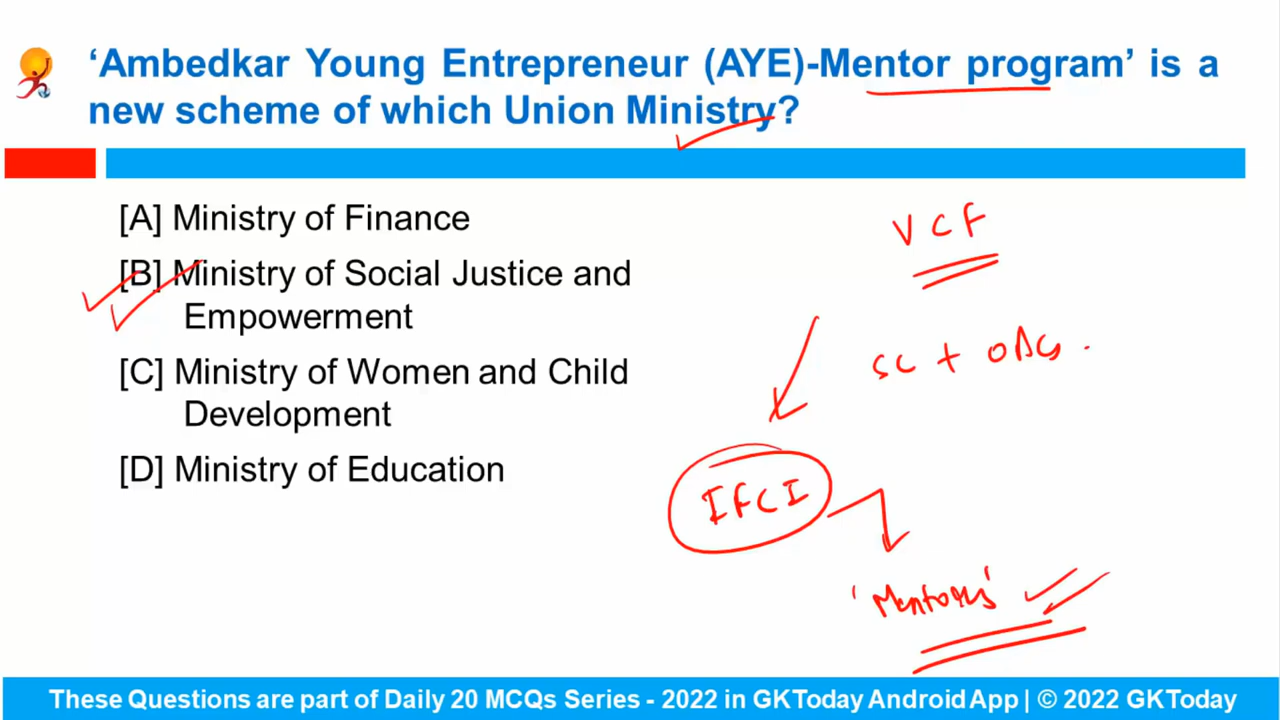 ‘Ambedkar Young Entrepreneur (AYE)-Mentor program’ is a
new scheme of which Union Ministry?
[A] Ministry of Finance
[B] Ministry of Social Justice and
Empowerment
[C] Ministry of Women and Child
Development
[D] Ministry of Education
VCF
SC + OBCs
IFCI
'Mentors'
These Questions are part of Daily 20 MCQs Series - 2022 in GKToday Android App | © 2022 GKToday